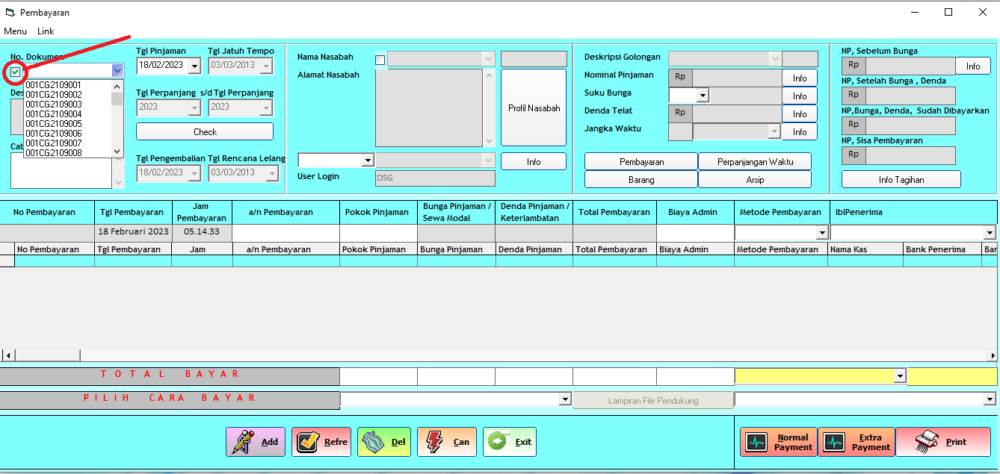 Pembayaran
Menu Link
No. Dokumen
001CG2109001
001CG2109002
001CG2109003
001CG2109004
001CG2109005
001CG2109006
001CG2109007
001CG2109008
Des
Cat
Tgl Pinjaman Tgl Jatuh Tempo
18/02/2023 03/03/2013
Tgl Perpanjang s/d Tgl Perpanjang
2023 2023
Check
Tgl Pengembalian Tgl Rencana Lelang
18/02/2023 03/03/2013
Nama Nasabah
Alamat Nasabah
Profil Nasabah
Info
User Login DSG
Deskripsi Golongan
Nominal Pinjaman Rp Info
Suku Bunga Info
Denda Telat Rp Info
Jangka Waktu Info
Pembayaran Perpanjangan Waktu
Barang Arsip
NP, Sebelum Bunga
Rp Info
NP, Setelah Bunga , Denda
Rp
NP,Bunga, Denda, Sudah Dibayarkan
Rp
NP, Sisa Pembayaran
Rp
Info Tagihan
No Pembayaran Tgl Pembayaran Jam Pembayaran a/n Pembayaran Pokok Pinjaman Bunga Pinjaman / Sewa Modal Denda Pinjaman / Keterlambatan Total Pembayaran Biaya Admin Metode Pembayaran lblPenerima
18 Februari 2023 05.14.33
No Pembayaran Tgl Pembayaran Jam a/n Pembayaran Pokok Pinjaman Bunga Pinjaman Denda Pinjaman Total Pembayaran Biaya Admin Metode Pembayaran Nama Kas Bank Penerima Bar
TOTAL BAYAR
PILIH CARA BAYAR Lampiran File Pendukung
Add Refre Del Can Exit Normal Payment Extra Payment Print